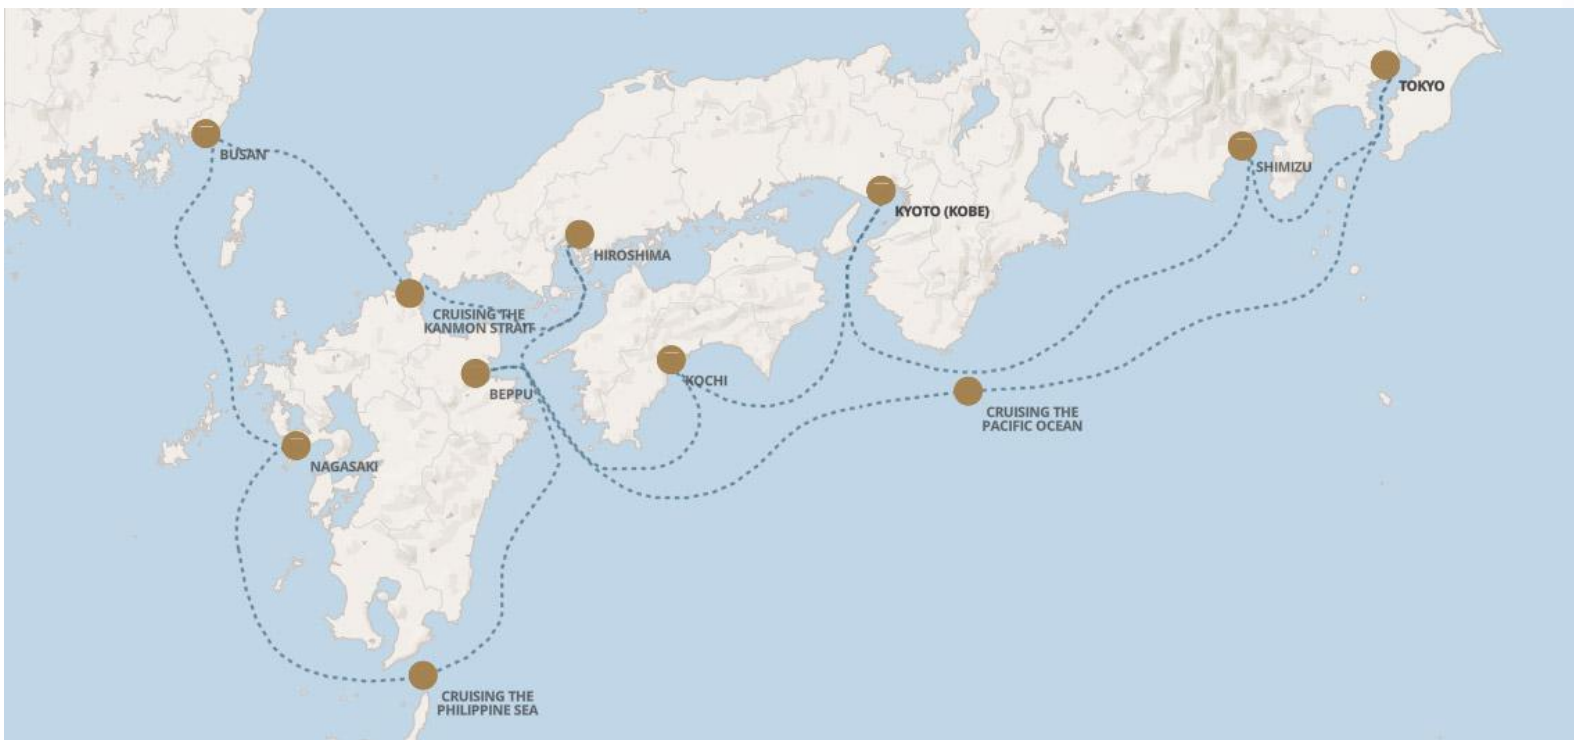 TOKYO
BUSAN
SHIMIZU
KYOTO (KOBE)
HIROSHIMA
CRUISING THE
KANMON STRAIT
KOCHI
BEPPU
CRUISING THE
PACIFIC OCEAN
NAGASAKI
CRUISING THE
PHILIPPINE SEA